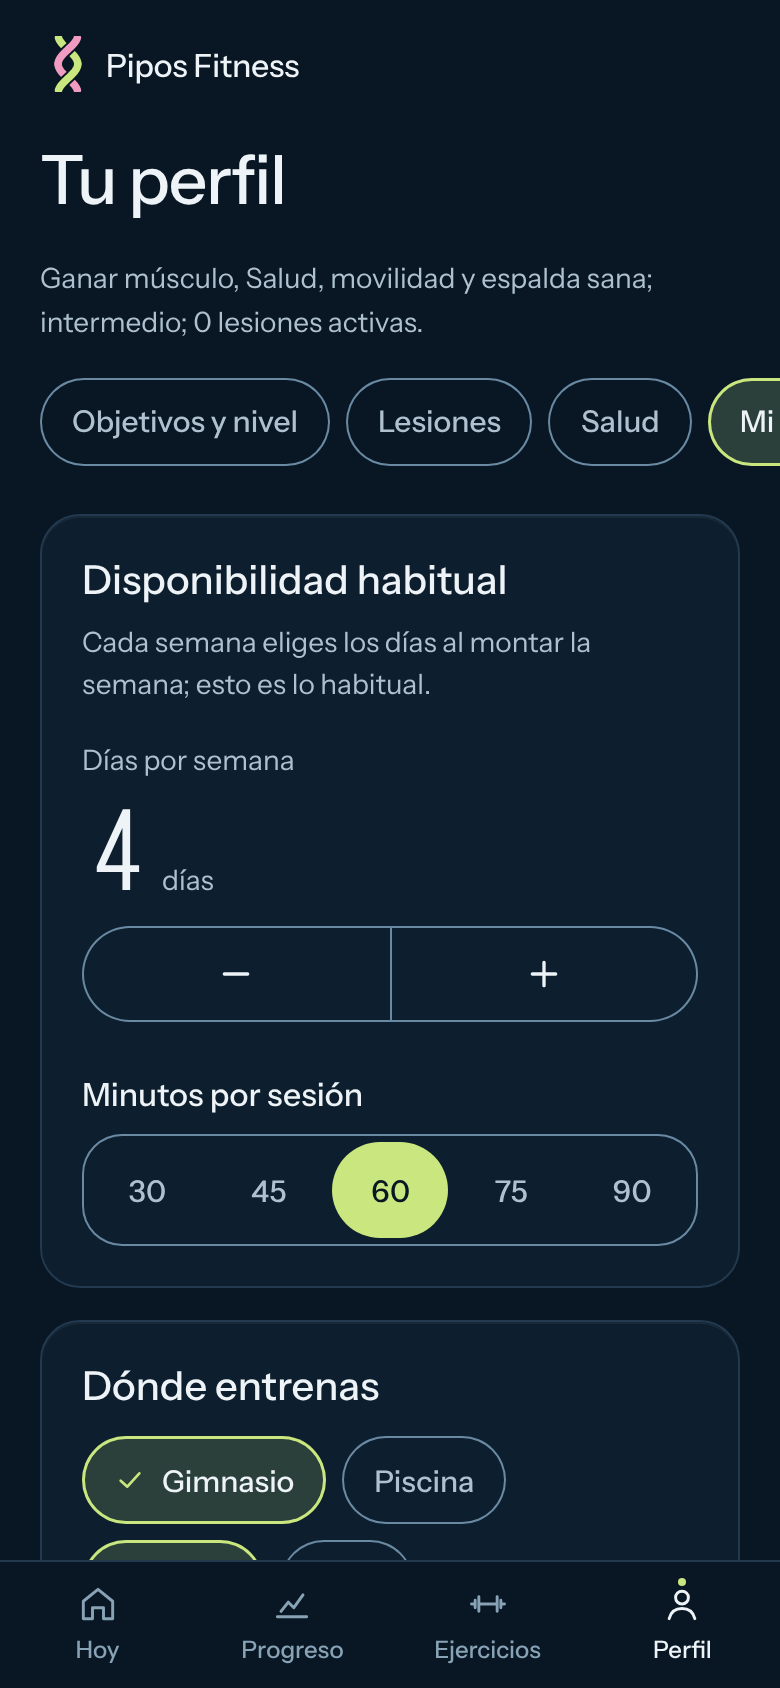 Pipos Fitness
Tu perfil
Ganar músculo, Salud, movilidad y espalda sana;
intermedio; 0 lesiones activas.
Objetivos y nivel
Lesiones
Salud
Mi
Disponibilidad habitual
Cada semana eliges los días al montar la
semana; esto es lo habitual.
Días por semana
4 días
Minutos por sesión
30 45 60 75 90
Dónde entrenas
Gimnasio
Piscina
Hoy
Progreso
Ejercicios
Perfil